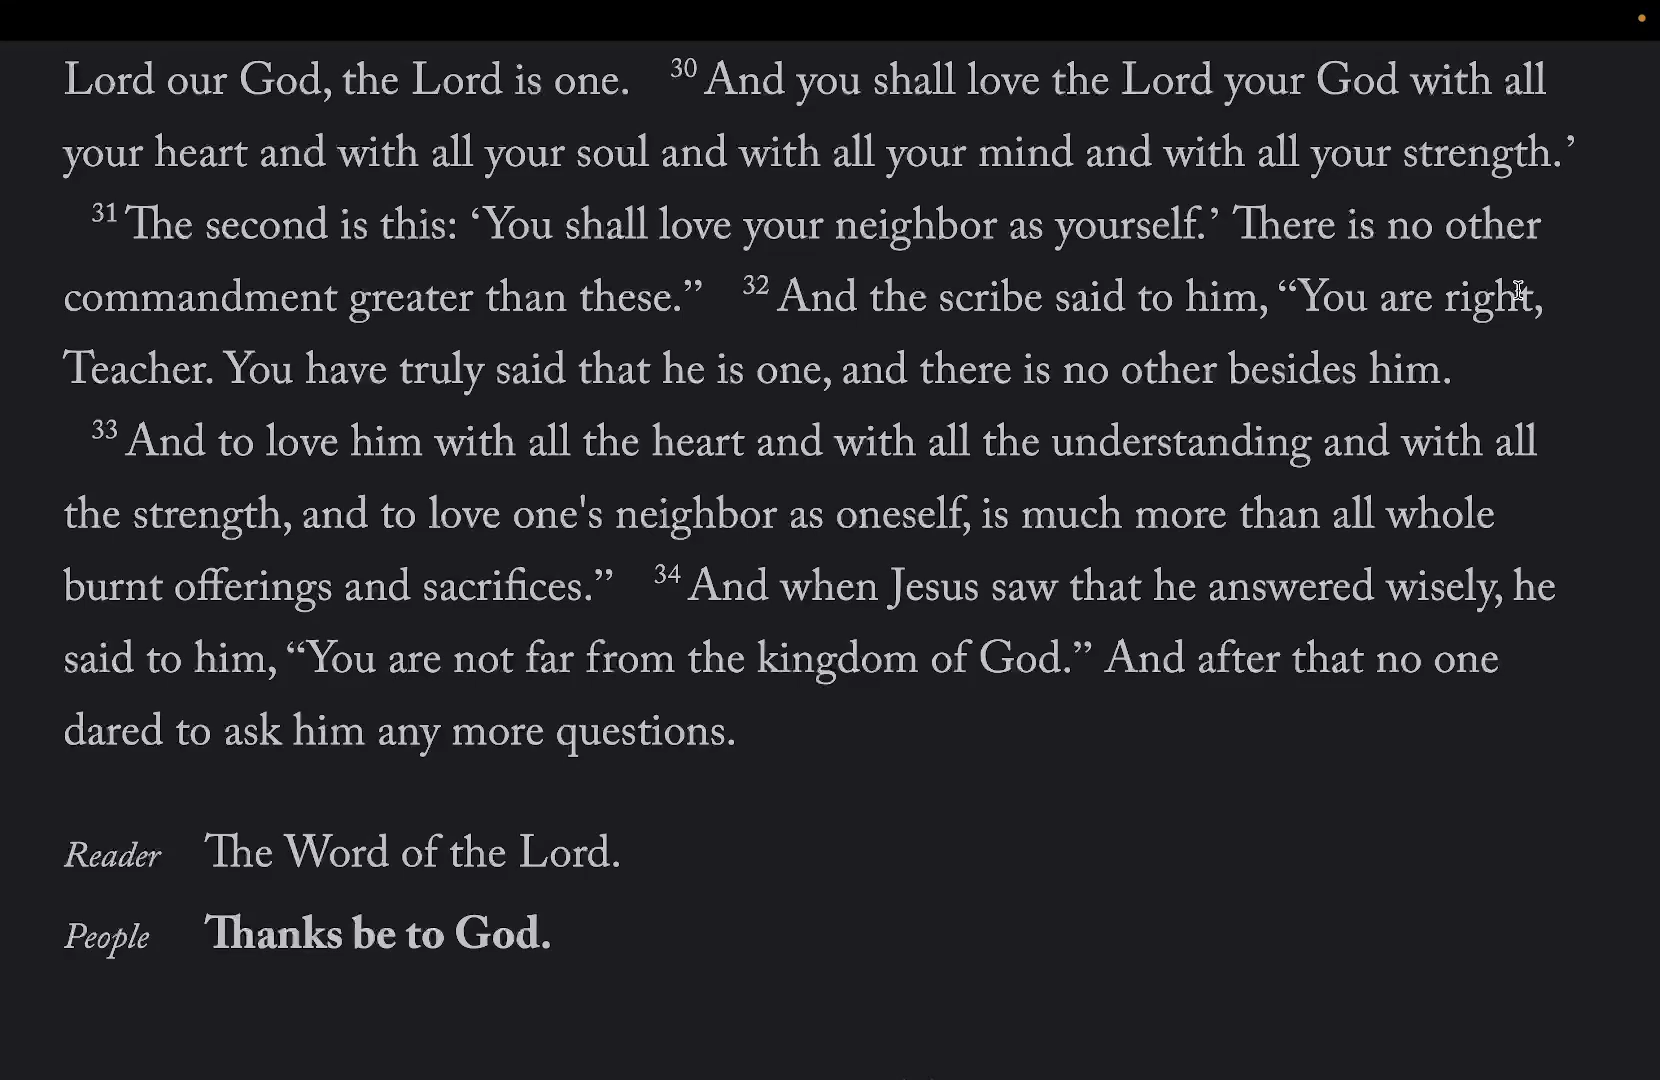 Lord our God, the Lord is one. 30 And you shall love the Lord your God with all
your heart and with all your soul and with all your mind and with all your strength.’
31 The second is this: ‘You shall love your neighbor as yourself.’ There is no other
commandment greater than these.” 32 And the scribe said to him, “You are right,
Teacher. You have truly said that he is one, and there is no other besides him.
33 And to love him with all the heart and with all the understanding and with all
the strength, and to love one's neighbor as oneself, is much more than all whole
burnt offerings and sacrifices.” 34 And when Jesus saw that he answered wisely, he
said to him, “You are not far from the kingdom of God.” And after that no one
dared to ask him any more questions.
Reader The Word of the Lord.
People Thanks be to God.